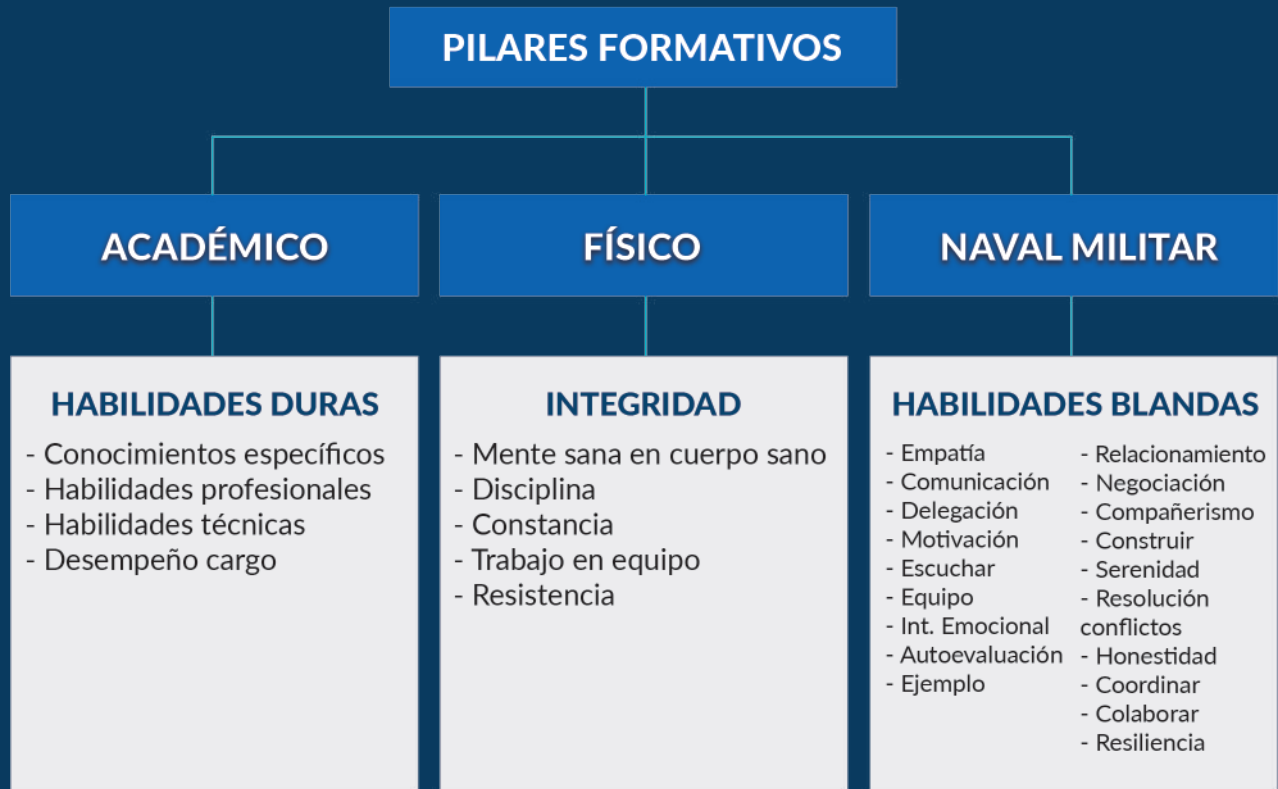 PILARES FORMATIVOS
ACADÉMICO
FÍSICO
NAVAL MILITAR
HABILIDADES DURAS
- Conocimientos específicos
- Habilidades profesionales
- Habilidades técnicas
- Desempeño cargo
INTEGRIDAD
- Mente sana en cuerpo sano
- Disciplina
- Constancia
- Trabajo en equipo
- Resistencia
HABILIDADES BLANDAS
- Empatía
- Comunicación
- Delegación
- Motivación
- Escuchar
- Equipo
- Int. Emocional
- Autoevaluación
- Ejemplo
- Relacionamiento
- Negociación
- Compañerismo
- Construir
- Serenidad
- Resolución
conflictos
- Honestidad
- Coordinar
- Colaborar
- Resiliencia